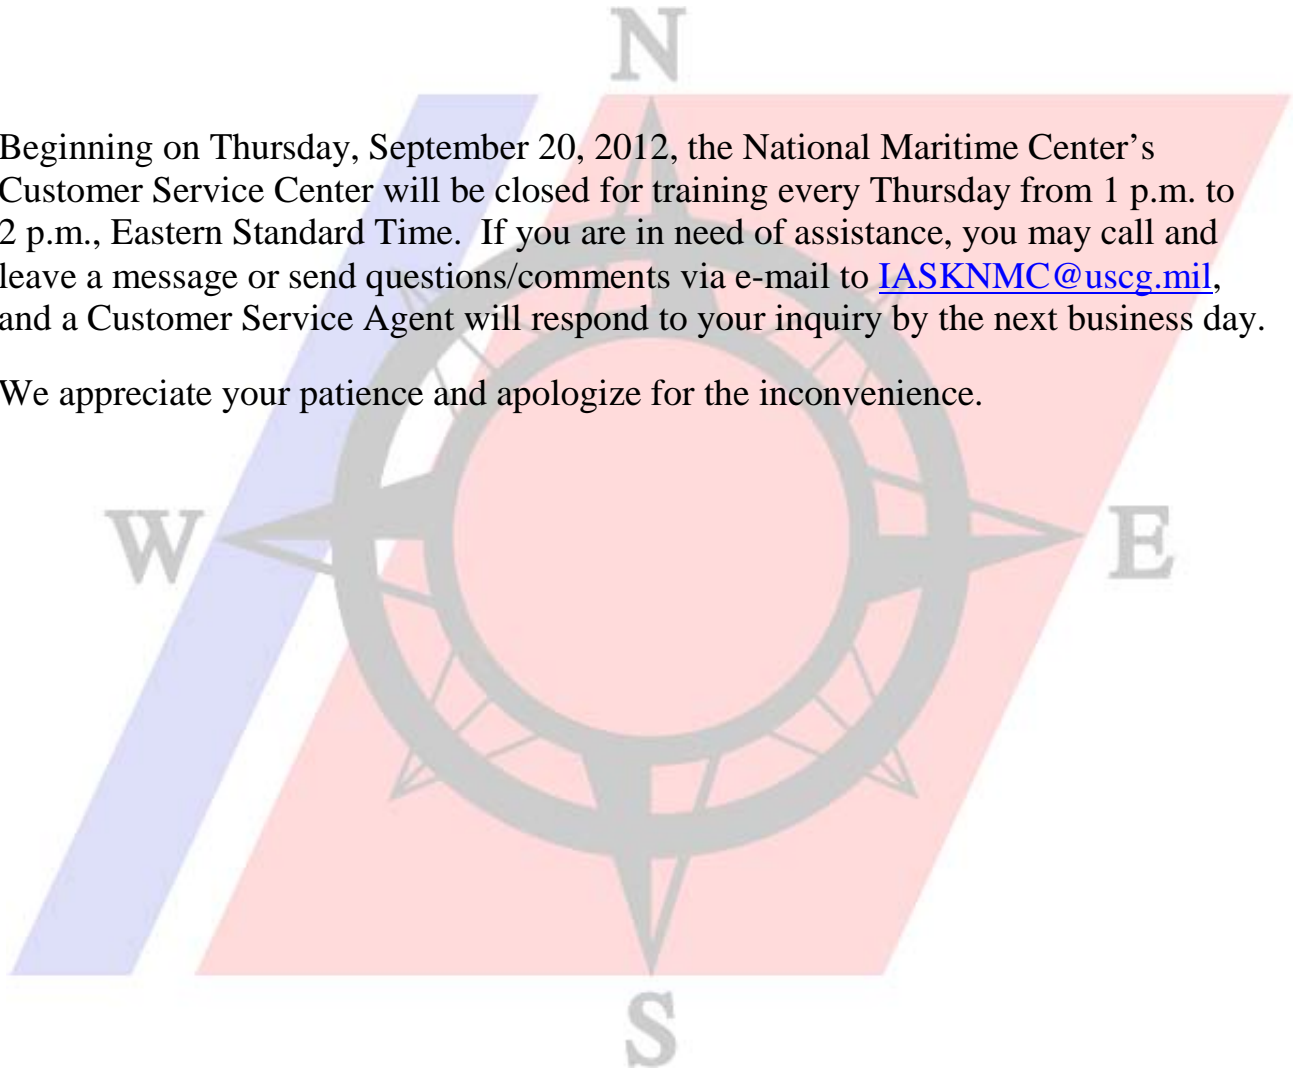 N
Beginning on Thursday, September 20, 2012, the National Maritime Center’s
Customer Service Center will be closed for training every Thursday from 1 p.m. to
2 p.m., Eastern Standard Time.  If you are in need of assistance, you may call and
leave a message or send questions/comments via e-mail to IASKNMC@uscg.mil,
and a Customer Service Agent will respond to your inquiry by the next business day.
We appreciate your patience and apologize for the inconvenience.
W E
S